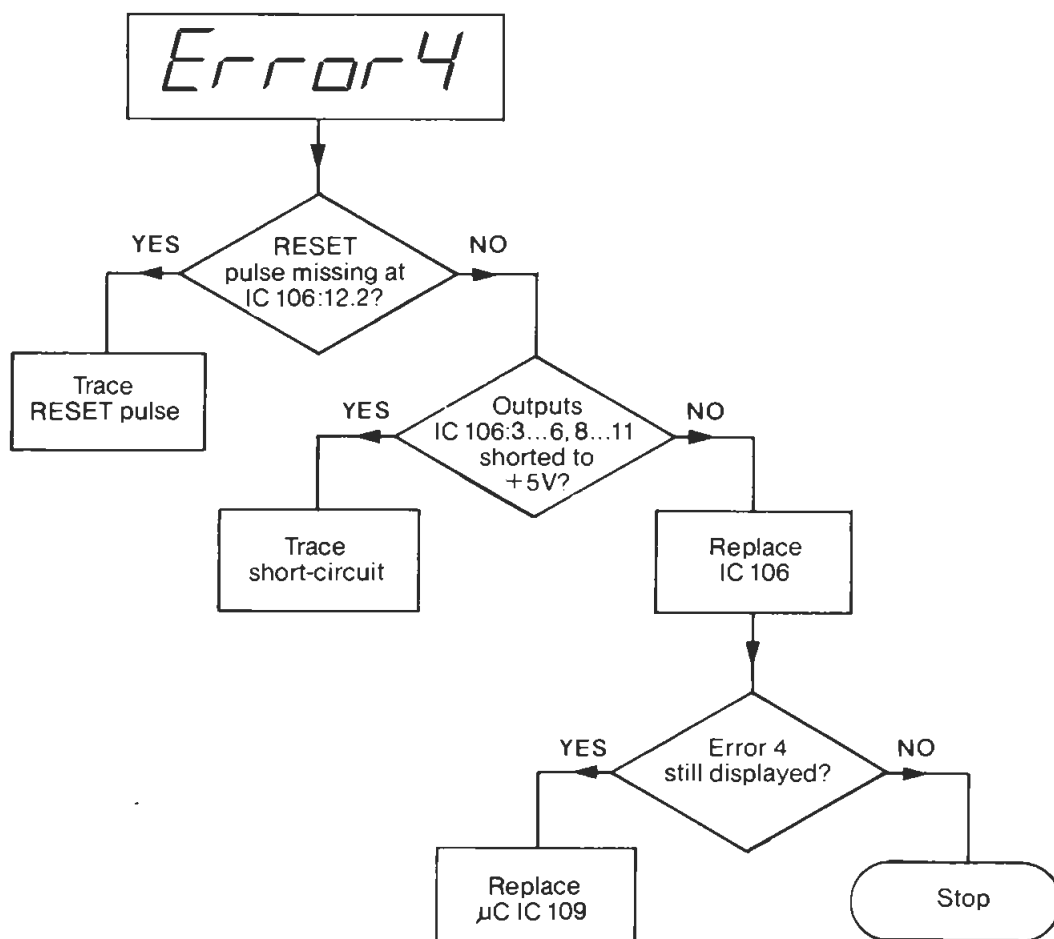 Error 4
YES
RESET
pulse missing at
IC 106:12.2?
NO
Trace
RESET pulse
YES
Outputs
IC 106:3...6, 8...11
shorted to
+5V?
NO
Trace
short-circuit
Replace
IC 106
YES
Error 4
still displayed?
NO
Replace
µC IC 109
Stop